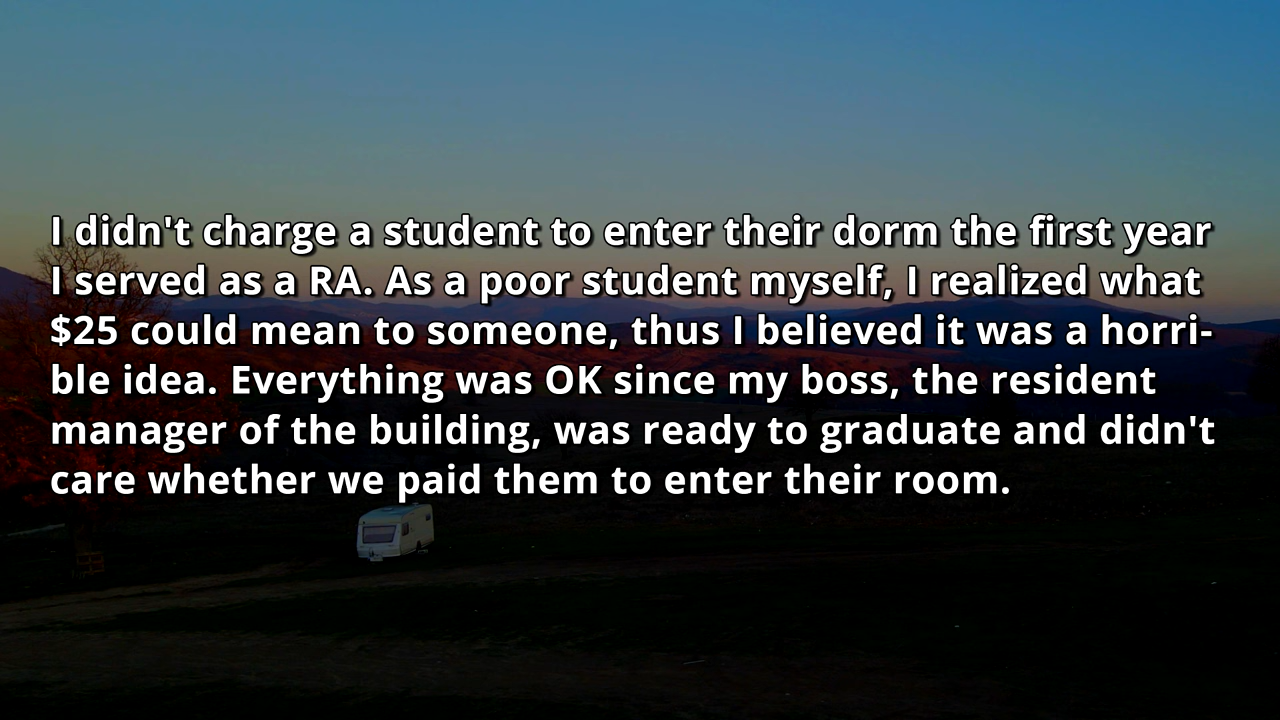 I didn't charge a student to enter their dorm the first year
I served as a RA. As a poor student myself, I realized what
$25 could mean to someone, thus I believed it was a horri-
ble idea. Everything was OK since my boss, the resident
manager of the building, was ready to graduate and didn't
care whether we paid them to enter their room.